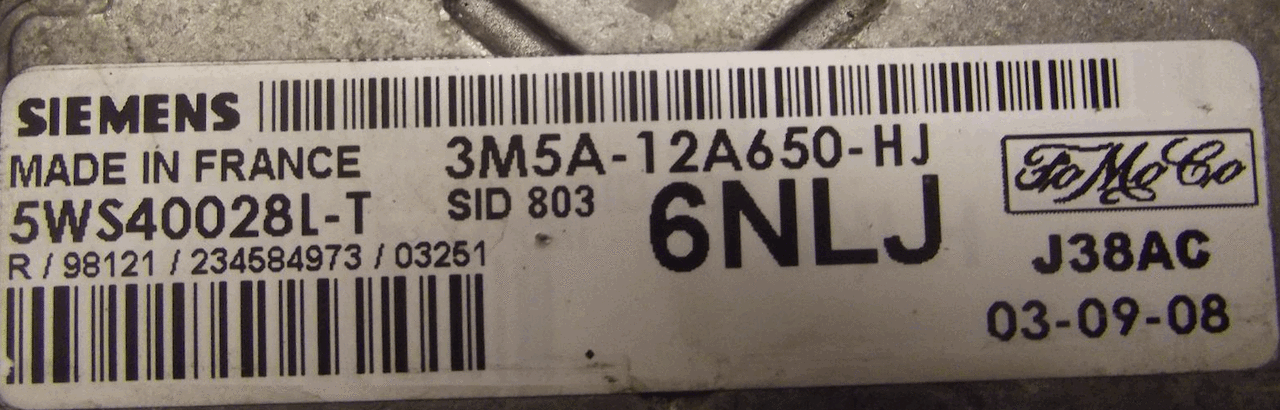 SIEMENS
MADE IN FRANCE
3M5A-12A650-HJ
5WS40028L-T
SID 803
6NLJ
FoMoCo
R / 98121 / 234584973 / 03251
J38AC
03-09-08